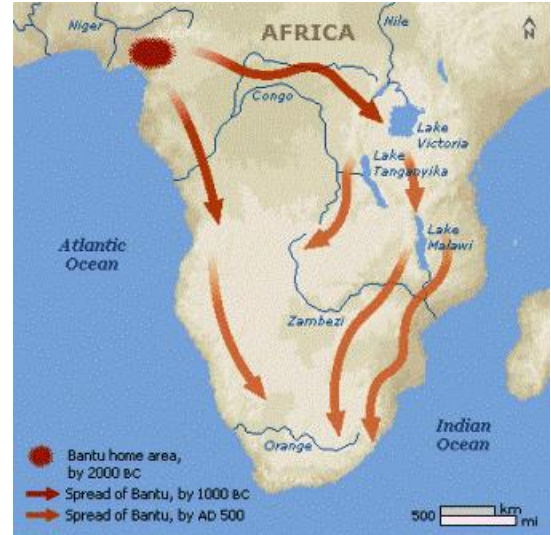 Niger
AFRICA
Nile
N
Congo
Lake
Victoria
Lake
Tanganyika
Lake
Malawi
Atlantic
Ocean
Zambezi
Indian
Ocean
Orange
Bantu home area,
by 2000 BC
Spread of Bantu, by 1000 BC
Spread of Bantu, by AD 500
500
km
mi